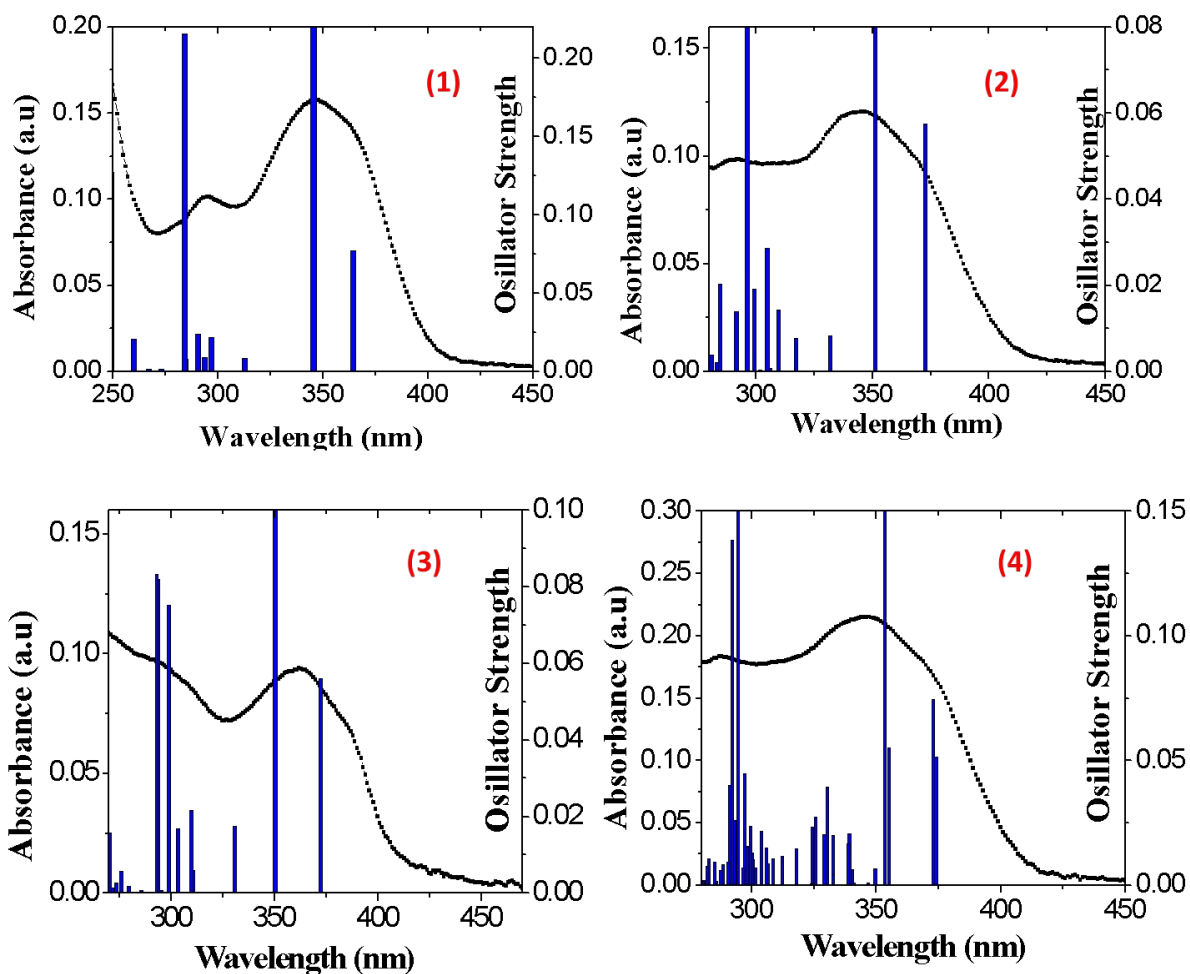 0.20
0.15
0.10
0.05
0.00
Absorbance (a.u)
(1)
0.20
0.15
0.10
0.05
0.00
Osillator Strength
250 300 350 400 450
Wavelength (nm)
0.15
0.10
0.05
0.00
Absorbance (a.u)
(2)
0.08
0.06
0.04
0.02
0.00
Osillator Strength
300 350 400 450
Wavelength (nm)
0.15
0.10
0.05
0.00
Absorbance (a.u)
(3)
0.10
0.08
0.06
0.04
0.02
0.00
Osillator Strength
300 350 400 450
Wavelength (nm)
0.30
0.25
0.20
0.15
0.10
0.05
0.00
Absorbance (a.u)
(4)
0.15
0.10
0.05
0.00
Osillator Strength
300 350 400 450
Wavelength (nm)